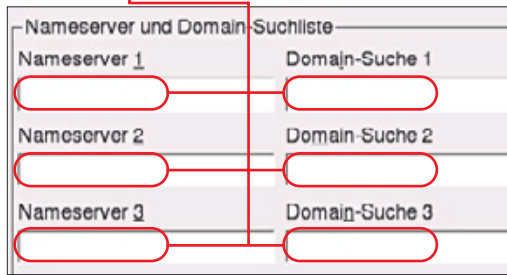 Nameserver und Domain-Suchliste
Nameserver 1 Domain-Suche 1
Nameserver 2 Domain-Suche 2
Nameserver 3 Domain-Suche 3